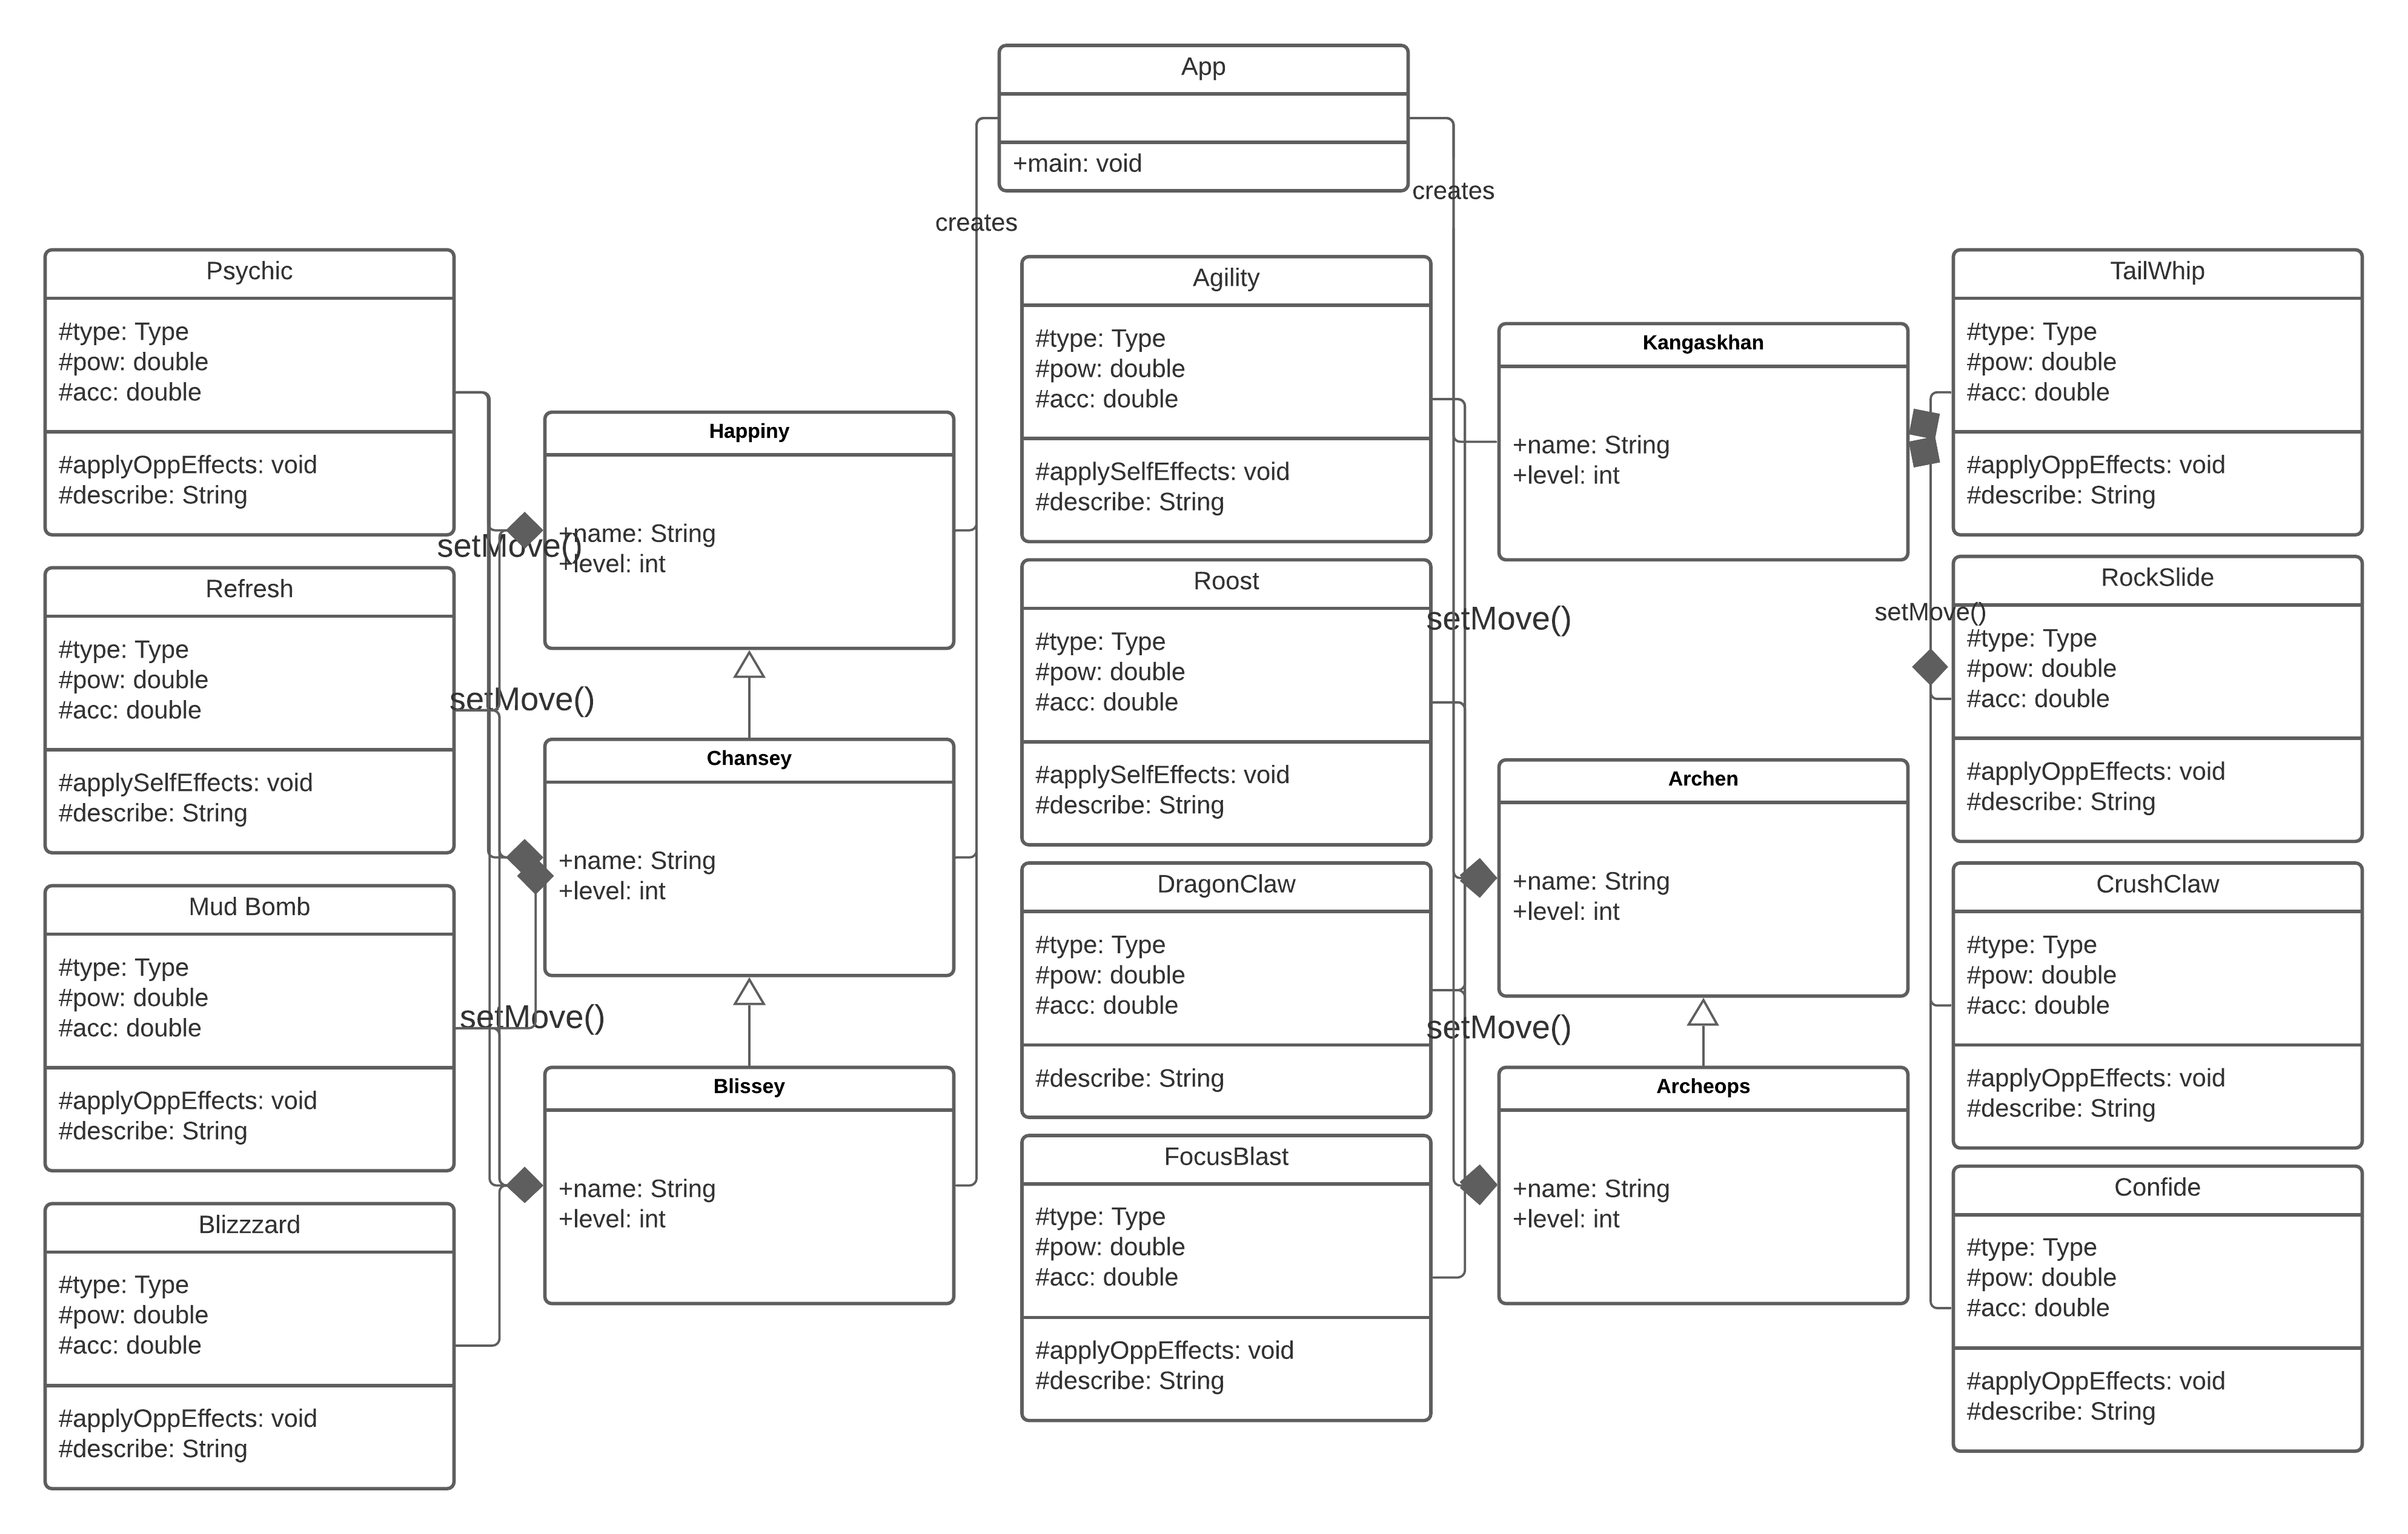 App
+main: void
creates
creates
Psychic
#type: Type
#pow: double
#acc: double
#applyOppEffects: void
#describe: String
Refresh
#type: Type
#pow: double
#acc: double
#applySelfEffects: void
#describe: String
Mud Bomb
#type: Type
#pow: double
#acc: double
#applyOppEffects: void
#describe: String
Blizzzard
#type: Type
#pow: double
#acc: double
#applyOppEffects: void
#describe: String
setMove()
setMove()
setMove()
Happiny
+name: String
+level: int
Chansey
+name: String
+level: int
Blissey
+name: String
+level: int
Agility
#type: Type
#pow: double
#acc: double
#applySelfEffects: void
#describe: String
Roost
#type: Type
#pow: double
#acc: double
#applySelfEffects: void
#describe: String
DragonClaw
#type: Type
#pow: double
#acc: double
#describe: String
FocusBlast
#type: Type
#pow: double
#acc: double
#applyOppEffects: void
#describe: String
setMove()
setMove()
Kangaskhan
+name: String
+level: int
Archen
+name: String
+level: int
Archeops
+name: String
+level: int
setMove()
TailWhip
#type: Type
#pow: double
#acc: double
#applyOppEffects: void
#describe: String
RockSlide
#type: Type
#pow: double
#acc: double
#applyOppEffects: void
#describe: String
CrushClaw
#type: Type
#pow: double
#acc: double
#applyOppEffects: void
#describe: String
Confide
#type: Type
#pow: double
#acc: double
#applyOppEffects: void
#describe: String